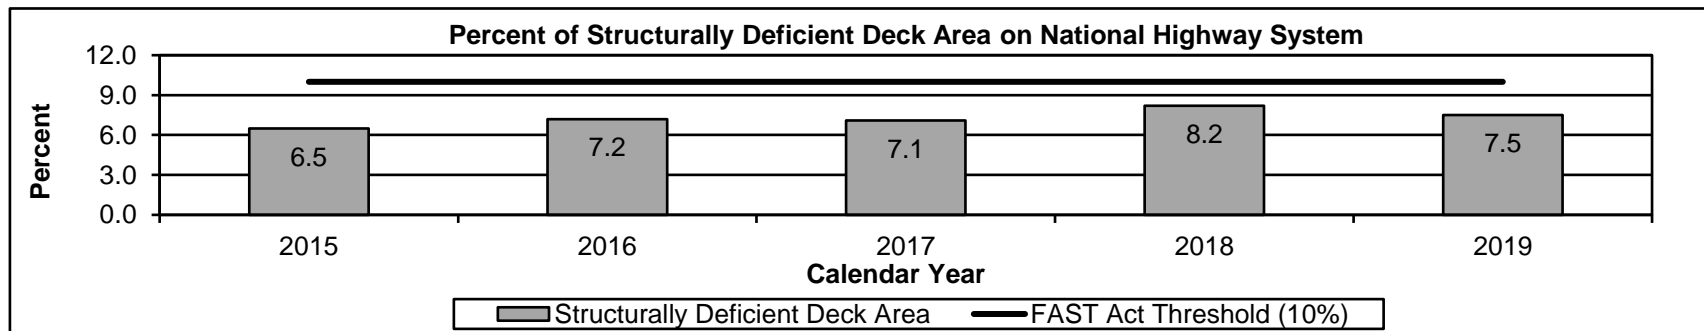 Percent of Structurally Deficient Deck Area on National Highway System
Percent
12.0
9.0
6.0
3.0
0.0
6.5
7.2
7.1
8.2
7.5
2015 2016 2017 2018 2019
Calendar Year
Structurally Deficient Deck Area FAST Act Threshold (10%)